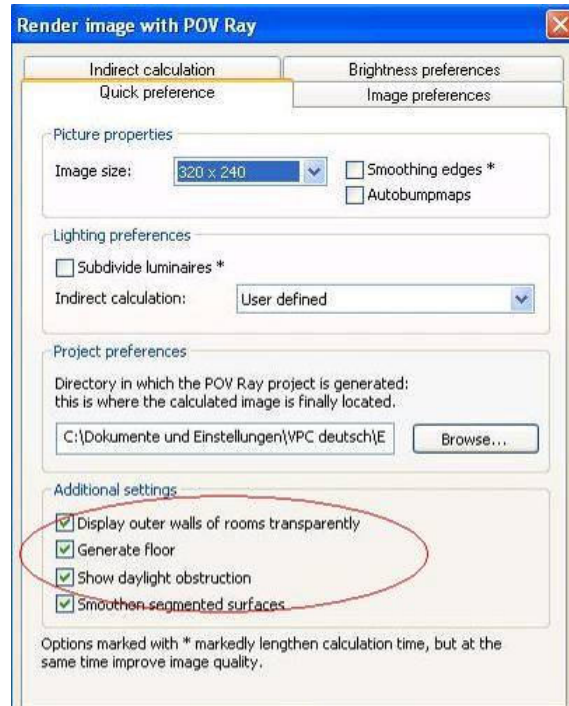 Render image with POV Ray
Indirect calculation
Brightness preferences
Quick preference
Image preferences
Picture properties
Image size:
320 x 240
Smoothing edges *
Autobumpmaps
Lighting preferences
Subdivide luminaires *
Indirect calculation:
User defined
Project preferences
Directory in which the POV Ray project is generated:
this is where the calculated image is finally located.
C:\Dokumente und Einstellungen\VPC deutsch\E
Browse...
Additional settings
Display outer walls of rooms transparently
Generate floor
Show daylight obstruction
Smoothen segmented surfaces
Options marked with * markedly lengthen calculation time, but at the
same time improve image quality.